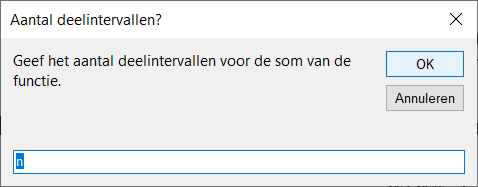 Aantal deelintervallen?
Geef het aantal deelintervallen voor de som van de
functie.
OK
Annuleren
n